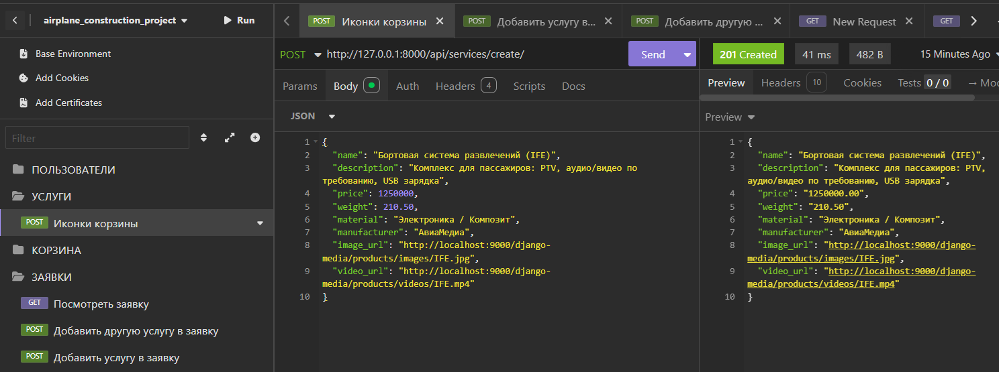 airplane_construction_project
Run
Base Environment
Add Cookies
Add Certificates
Filter
ПОЛЬЗОВАТЕЛИ
УСЛУГИ
POST Иконки корзины
КОРЗИНА
ЗАЯВКИ
GET Посмотреть заявку
POST Добавить другую услугу в заявку
POST Добавить услугу в заявку
POST Иконки корзины
POST Добавить услугу в...
POST Добавить другую ...
GET New Request
GET
POST http://127.0.0.1:8000/api/services/create/
Send
Params Body Auth Headers 4 Scripts Docs
JSON
1 {
2 "name": "Бортовая система развлечений (IFE)",
3 "description": "Комплекс для пассажиров: PTV, аудио/видео по
требованию, USB зарядка",
4 "price": 1250000,
5 "weight": 210.50,
6 "material": "Электроника / Композит",
7 "manufacturer": "АвиаМедиа",
8 "image_url": "http://localhost:9000/django-
media/products/images/IFE.jpg",
9 "video_url": "http://localhost:9000/django-
media/products/videos/IFE.mp4"
10 }
201 Created 41 ms 482 B 15 Minutes Ago
Preview Headers 10 Cookies Tests 0 / 0 → Moc
Preview
1 {
2 "name": "Бортовая система развлечений (IFE)",
3 "description": "Комплекс для пассажиров: PTV,
аудио/видео по требованию, USB зарядка",
4 "price": "1250000.00",
5 "weight": "210.50",
6 "material": "Электроника / Композит",
7 "manufacturer": "АвиаМедиа",
8 "image_url": "http://localhost:9000/django-
media/products/images/IFE.jpg",
9 "video_url": "http://localhost:9000/django-
media/products/videos/IFE.mp4"
10 }